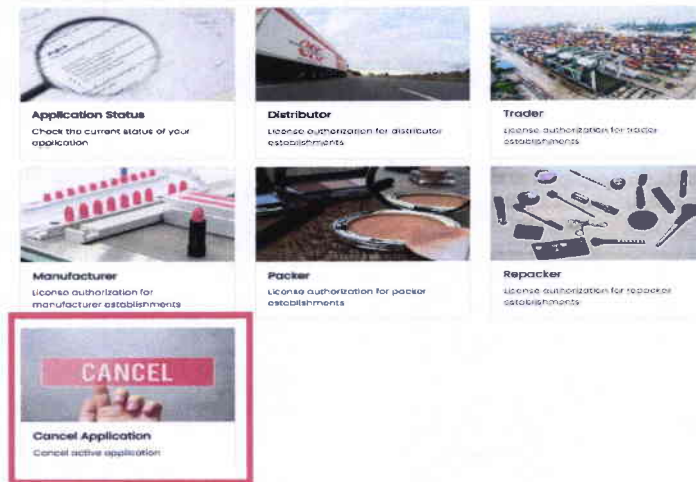 Application Status
Check the current status of your
application
Distributor
License authorization for distributor
establishments
Trader
License authorization for trader
establishments
Manufacturer
License authorization for
manufacturer establishments
Packer
License authorization for packer
establishments
Repacker
License authorization for repacker
establishments
CANCEL
Cancel Application
Cancel active application